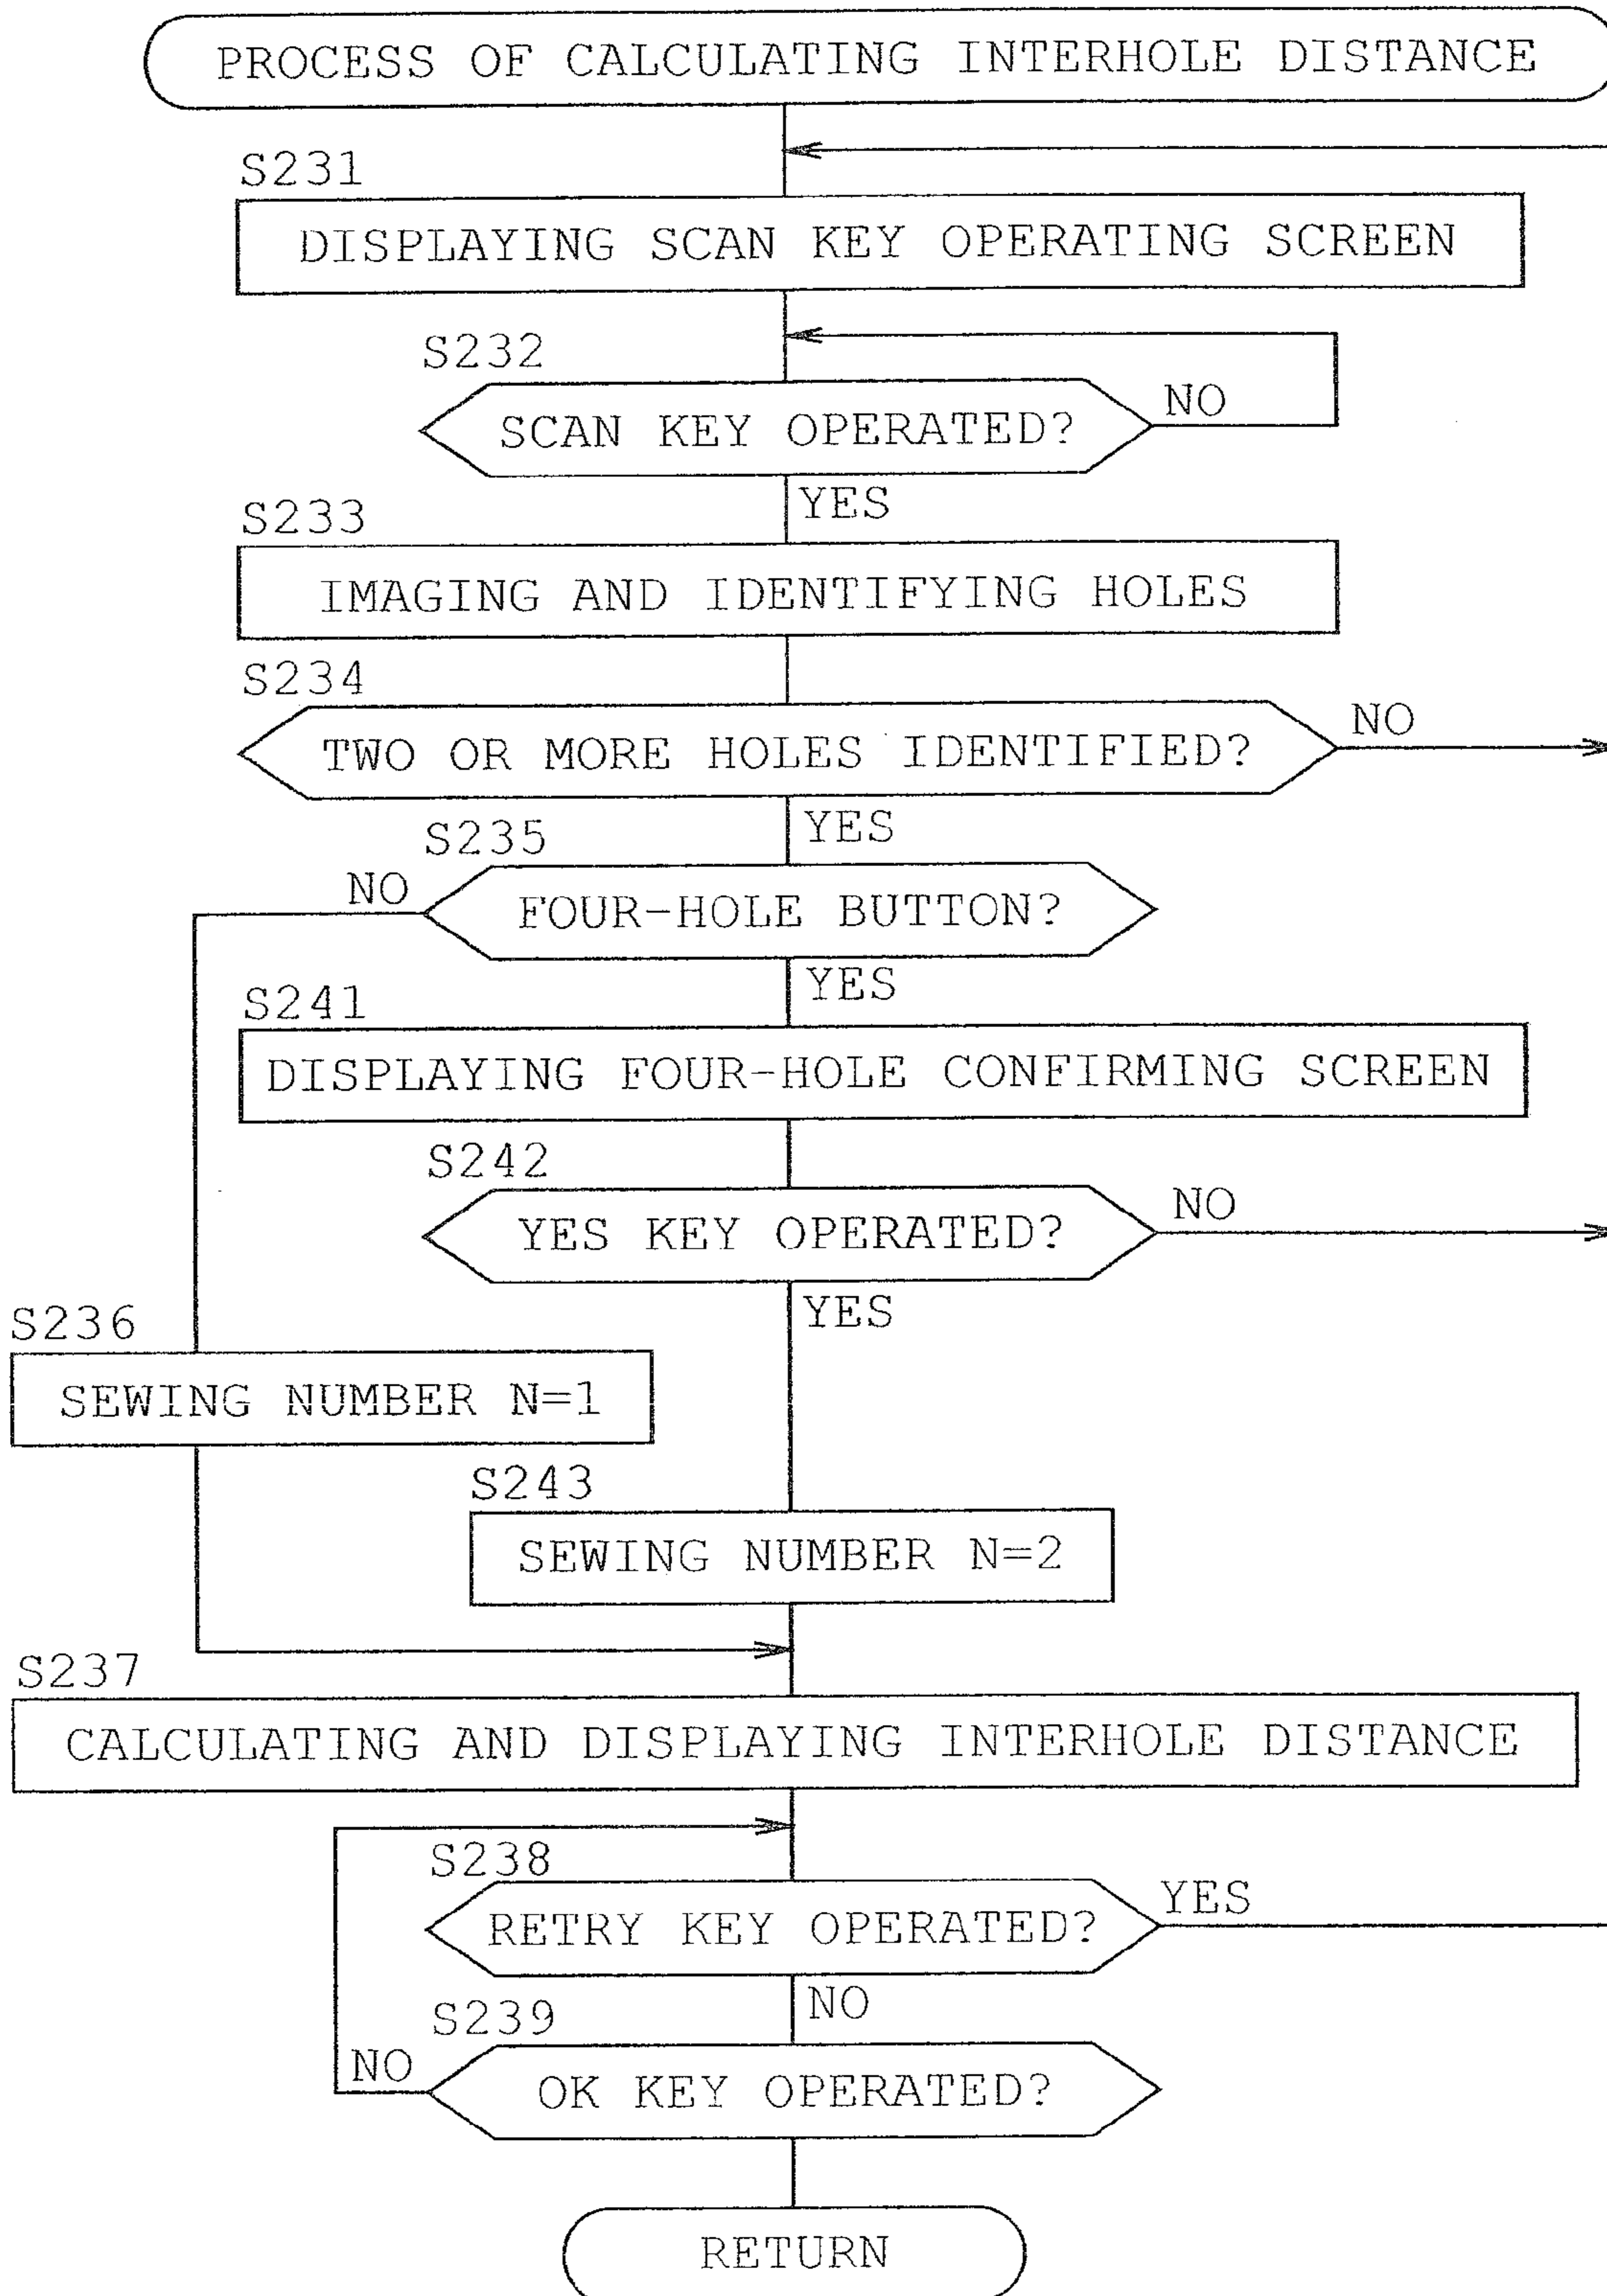 PROCESS OF CALCULATING INTERHOLE DISTANCE
S231
DISPLAYING SCAN KEY OPERATING SCREEN
S232
SCAN KEY OPERATED?
NO
YES
S233
IMAGING AND IDENTIFYING HOLES
S234
TWO OR MORE HOLES IDENTIFIED?
NO
YES
S235
NO
FOUR-HOLE BUTTON?
YES
S241
DISPLAYING FOUR-HOLE CONFIRMING SCREEN
S242
YES KEY OPERATED?
NO
YES
S236
SEWING NUMBER N=1
S243
SEWING NUMBER N=2
S237
CALCULATING AND DISPLAYING INTERHOLE DISTANCE
S238
RETRY KEY OPERATED?
YES
NO
S239
NO
OK KEY OPERATED?
RETURN